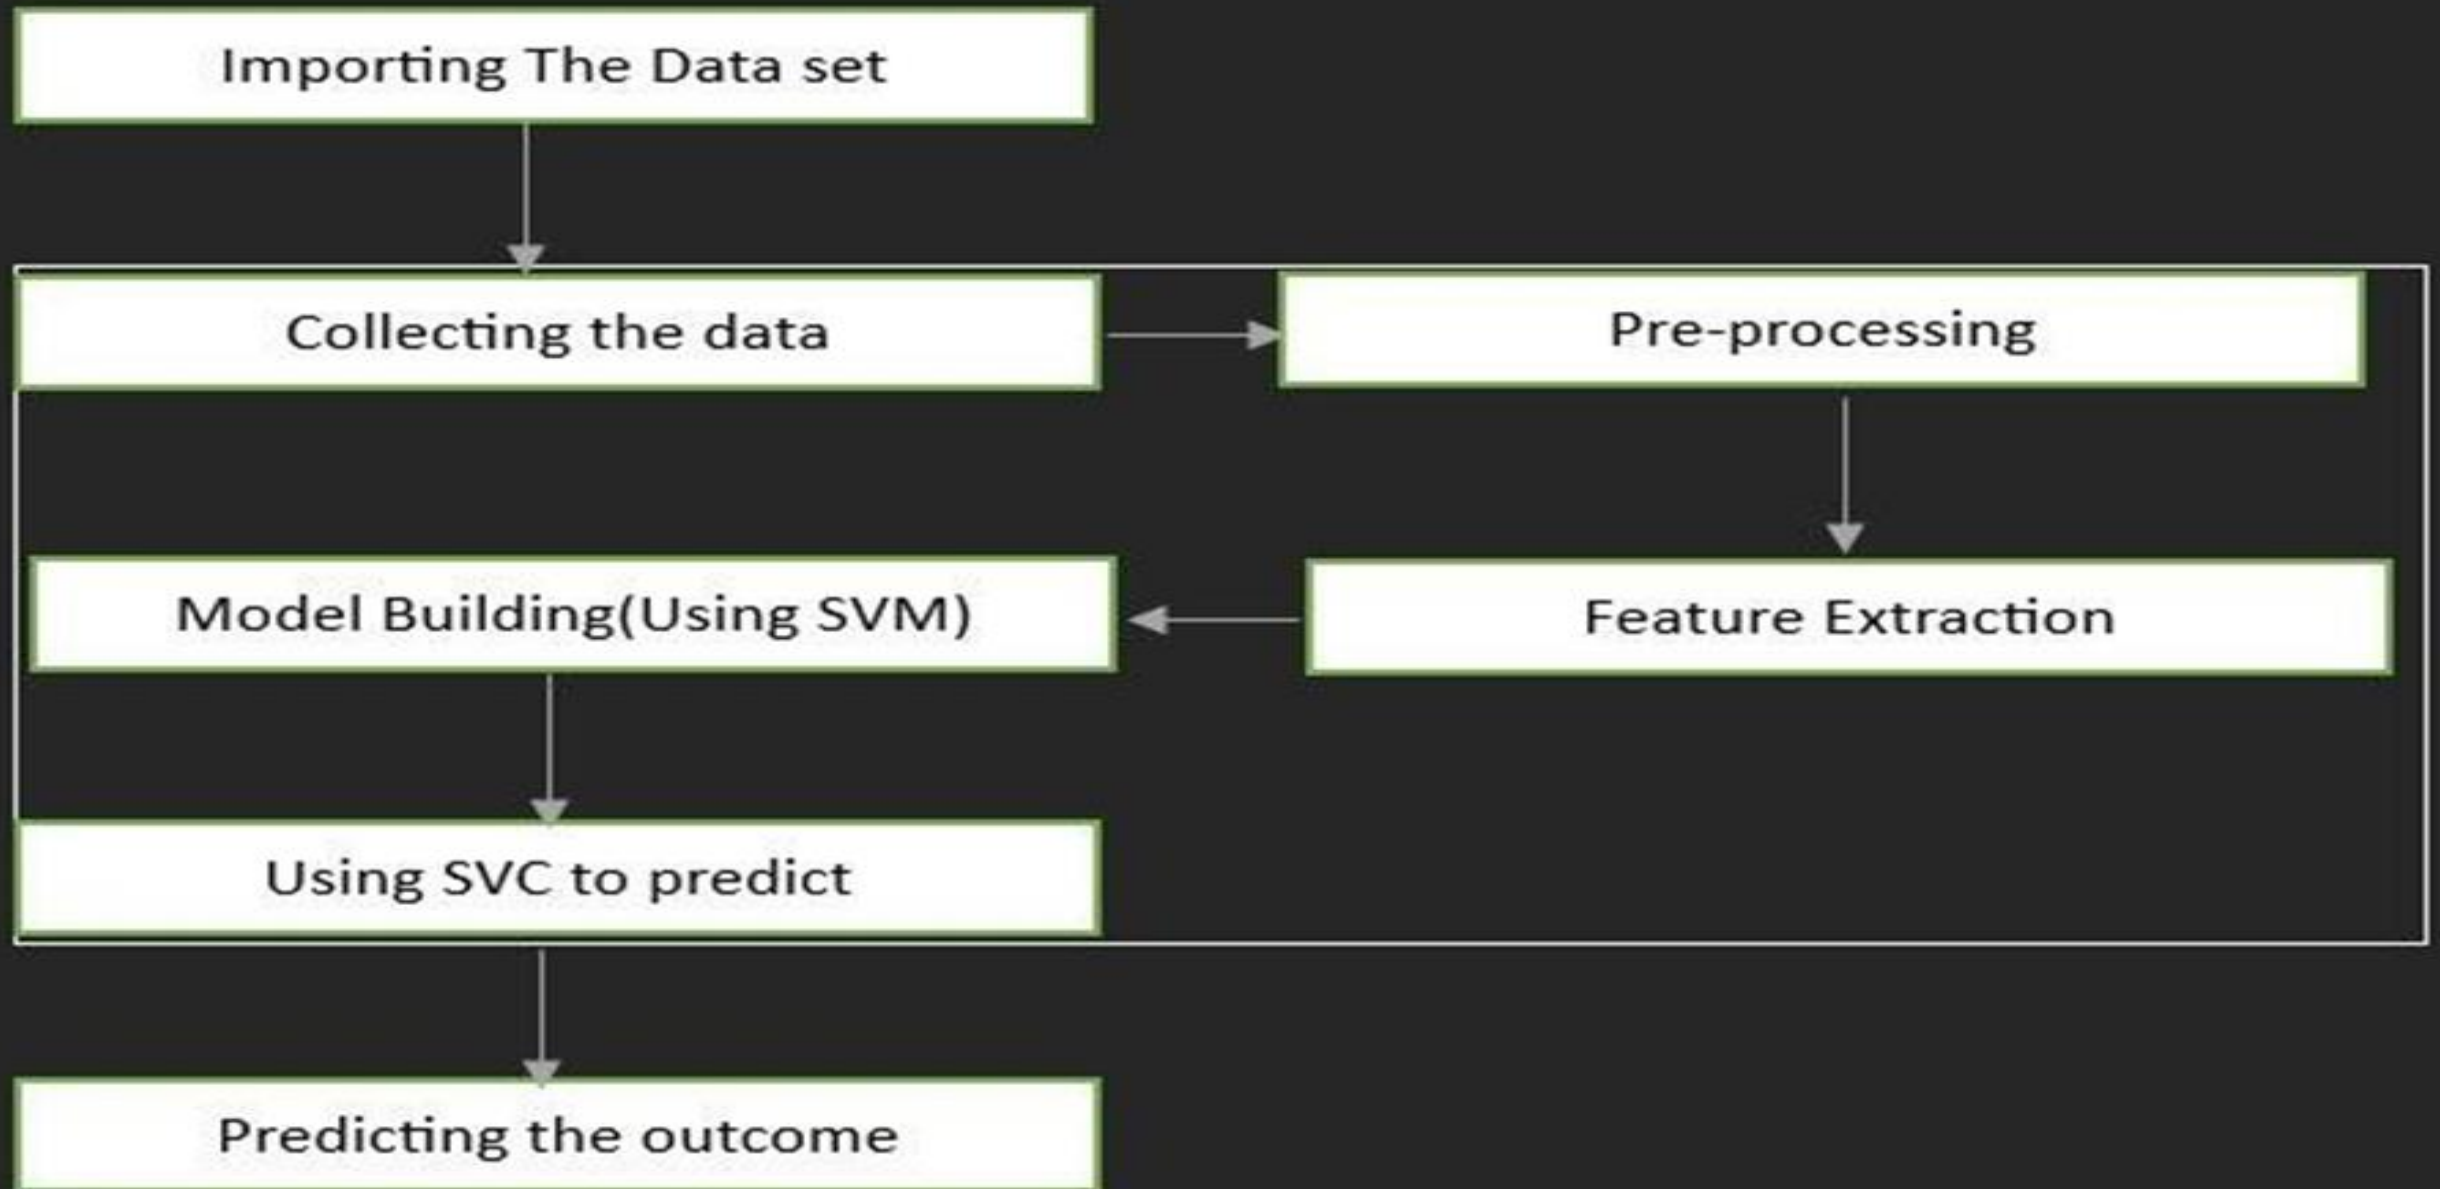 Importing The Data set
Collecting the data
Pre-processing
Feature Extraction
Model Building(Using SVM)
Using SVC to predict
Predicting the outcome